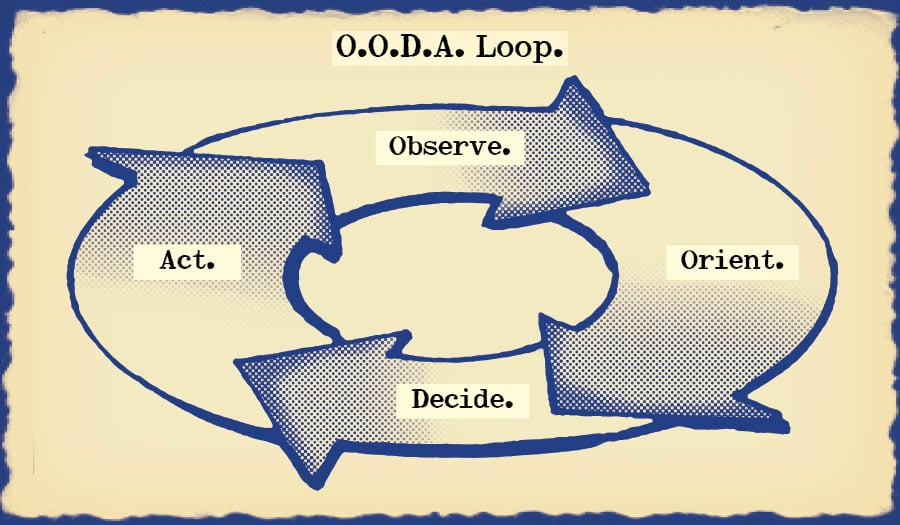 O.O.D.A. Loop.
Observe.
Act.
Orient.
Decide.